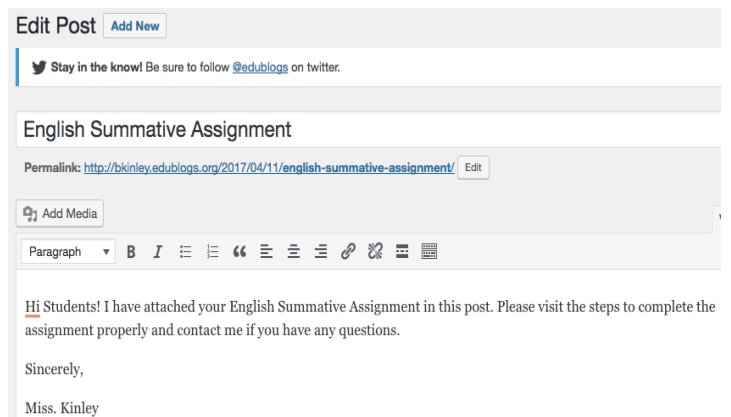 Edit Post Add New
Stay in the know! Be sure to follow @edublogs on twitter.
English Summative Assignment
Permalink: http://bkinley.edublogs.org/2017/04/11/english-summative-assignment/ Edit
Add Media
Paragraph B I
Hi Students! I have attached your English Summative Assignment in this post. Please visit the steps to complete the
assignment properly and contact me if you have any questions.
Sincerely,
Miss. Kinley